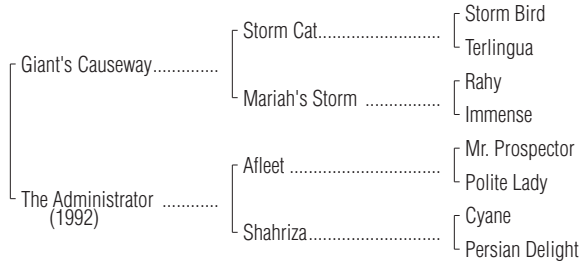 Storm Bird
Storm Cat..............................
Terlingua
Giant's Causeway.............
Rahy
Mariah's Storm ..................
Immense
Mr. Prospector
Afleet .....................................
Polite Lady
The Administrator ............
(1992)
Cyane
Shahriza................................
Persian Delight